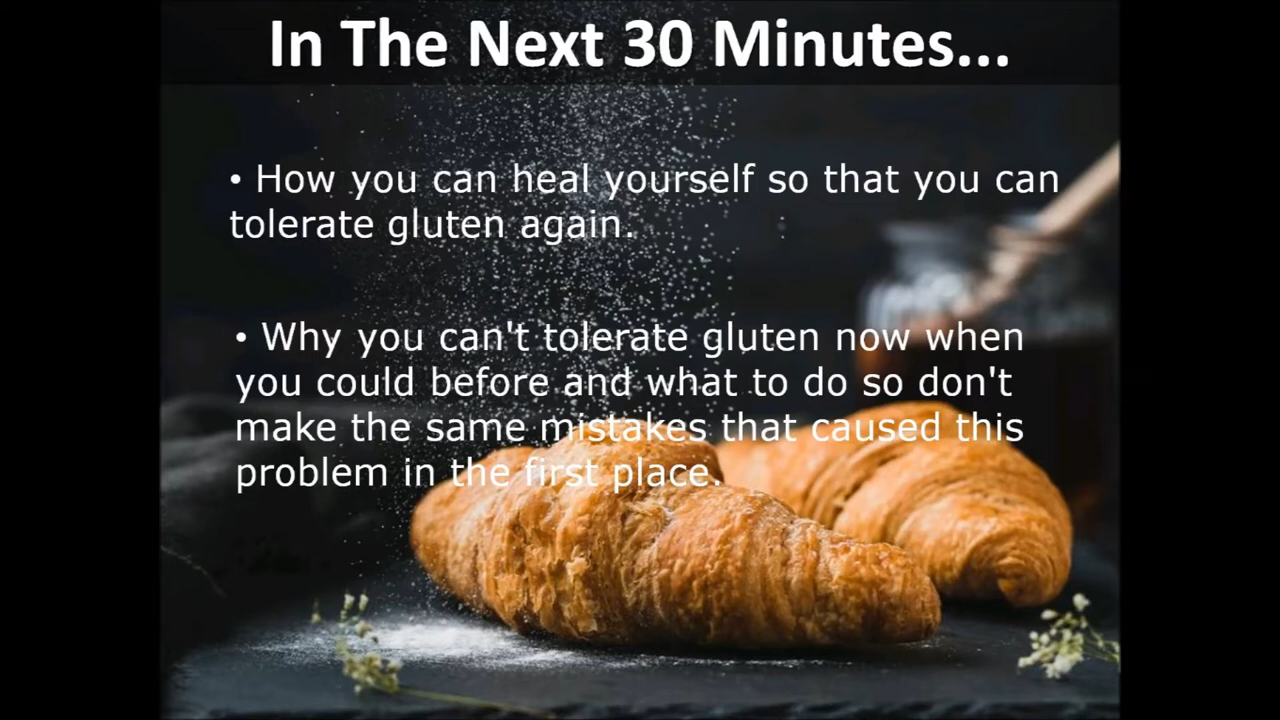 In The Next 30 Minutes...
• How you can heal yourself so that you can
tolerate gluten again.
• Why you can't tolerate gluten now when
you could before and what to do so don't
make the same mistakes that caused this
problem in the first place.